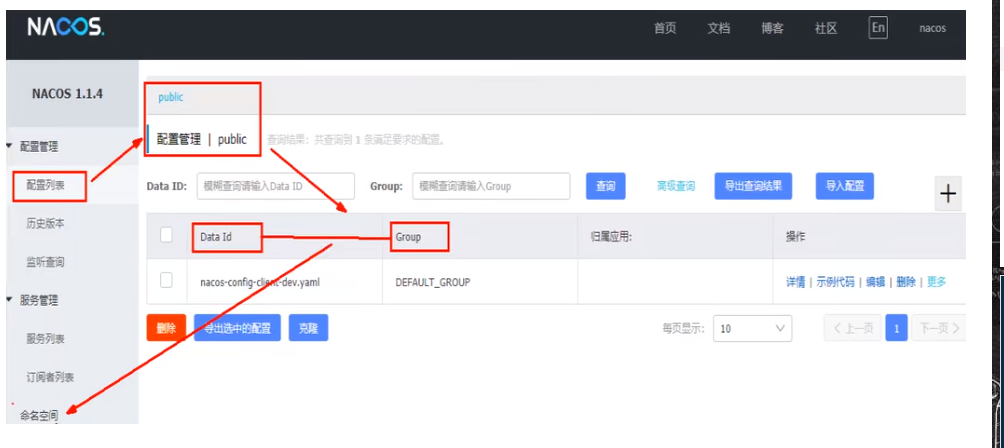 NACOS.
首页 文档 博客 社区 En nacos
NACOS 1.1.4
配置管理
配置列表
历史版本
监听查询
服务管理
服务列表
订阅者列表
命名空间
public
配置管理 | public 查询结果：共查询到 1 条满足要求的配置。
Data ID: 模糊查询请输入Data ID Group: 模糊查询请输入Group 查询 高级查询 导出查询结果 导入配置 +
Data Id Group 归属应用: 操作
nacos-config-client-dev.yaml DEFAULT_GROUP 详情 | 示例代码 | 编辑 | 删除 | 更多
删除 导出选中的配置 克隆 每页显示: 10 < 上一页 1 下一页 >